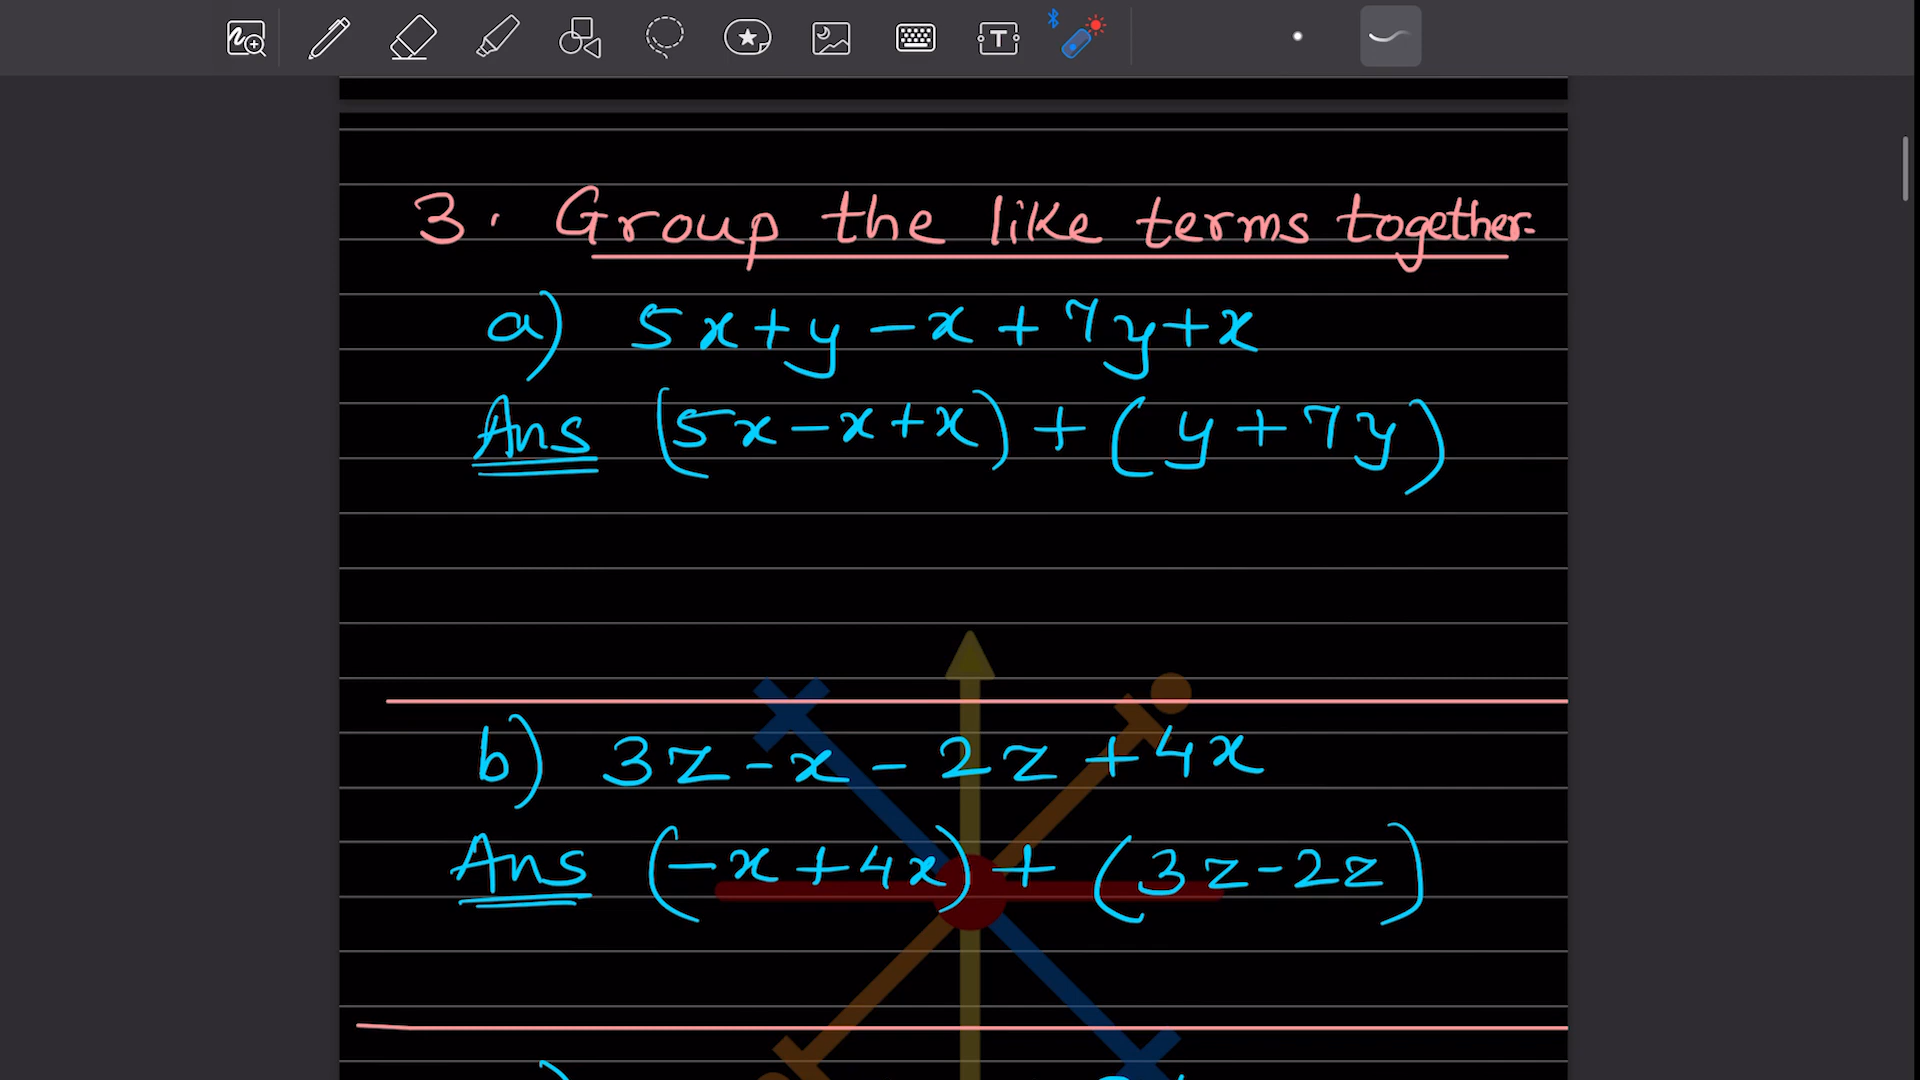 3. Group the like terms together.
a) 5x+y-x+7y+x
Ans (5x-x+x)+(y+7y)
b) 3z-x-2z+4x
Ans (-x+4x)+(3z-2z)